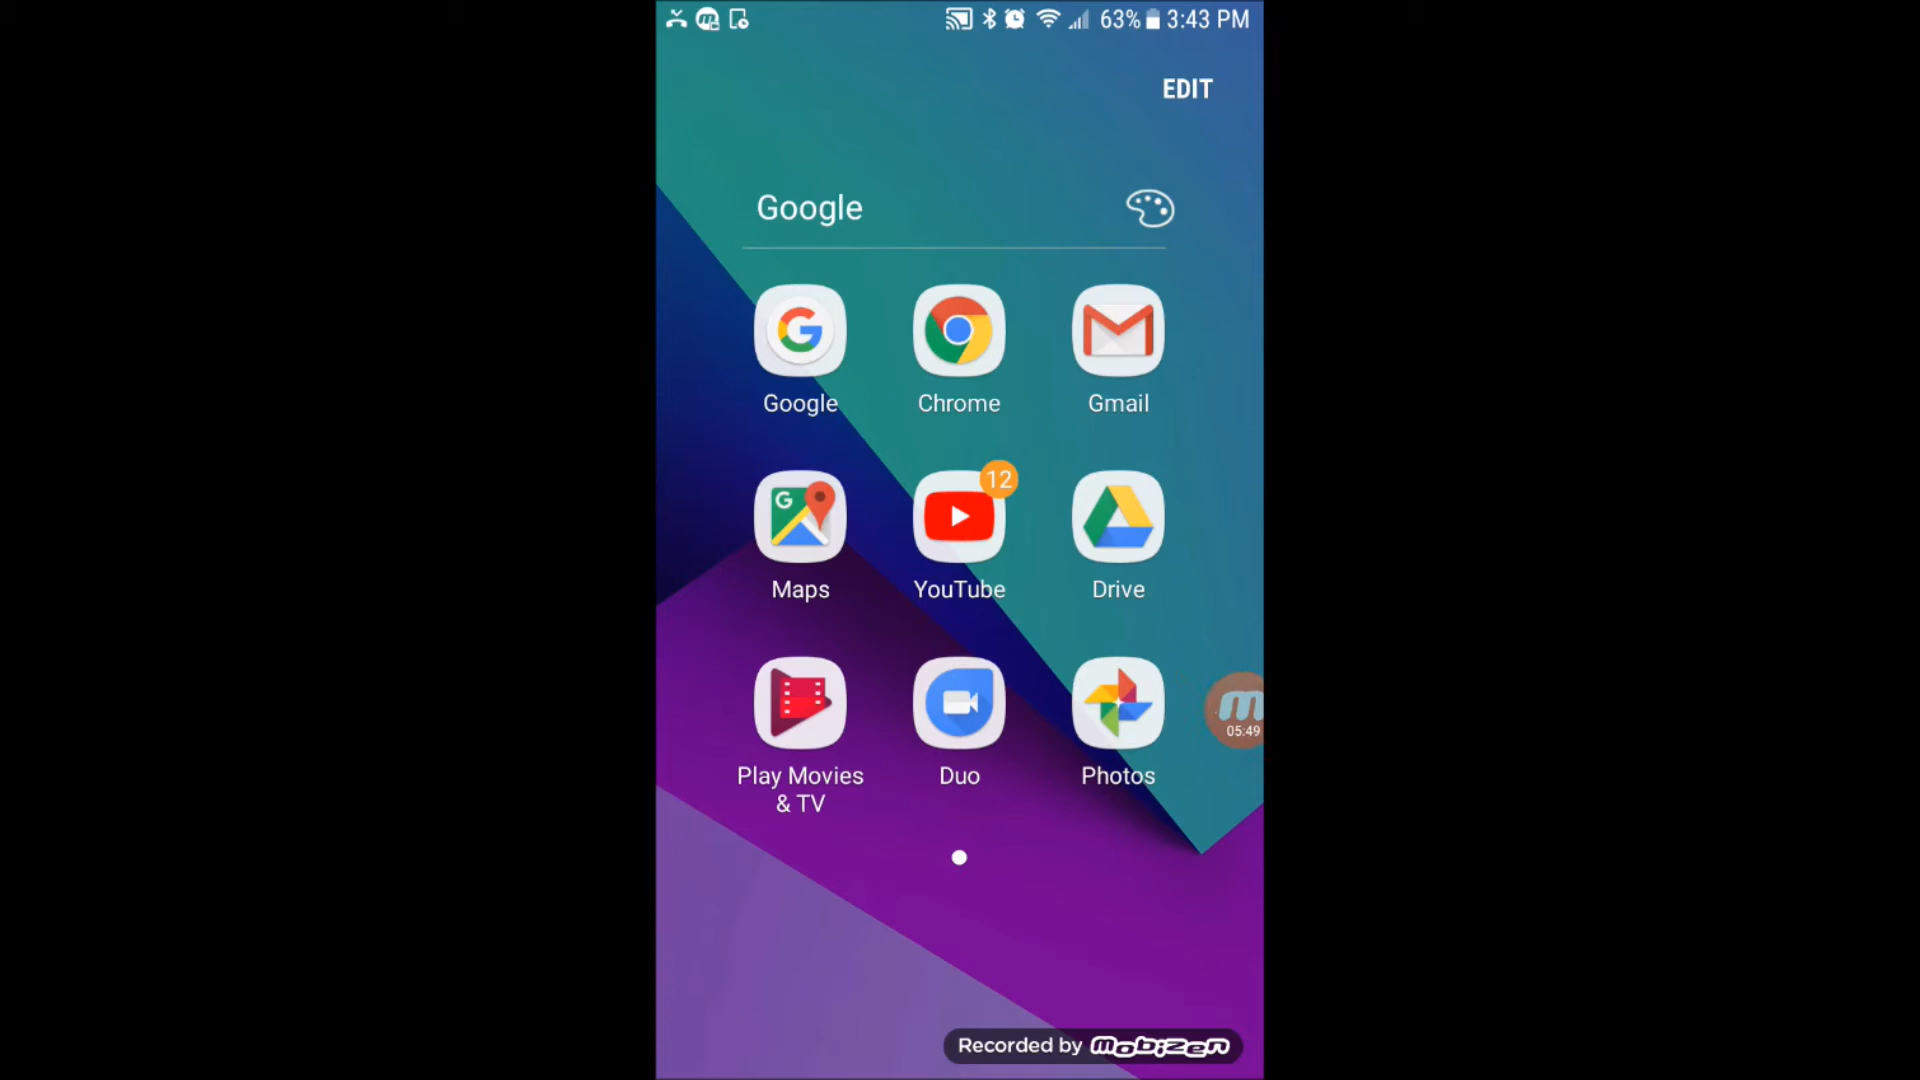 63% 3:43 PM
EDIT
Google
Google Chrome Gmail
12
Maps YouTube Drive
05:49
Play Movies
& TV
Duo Photos
Recorded by mobizen